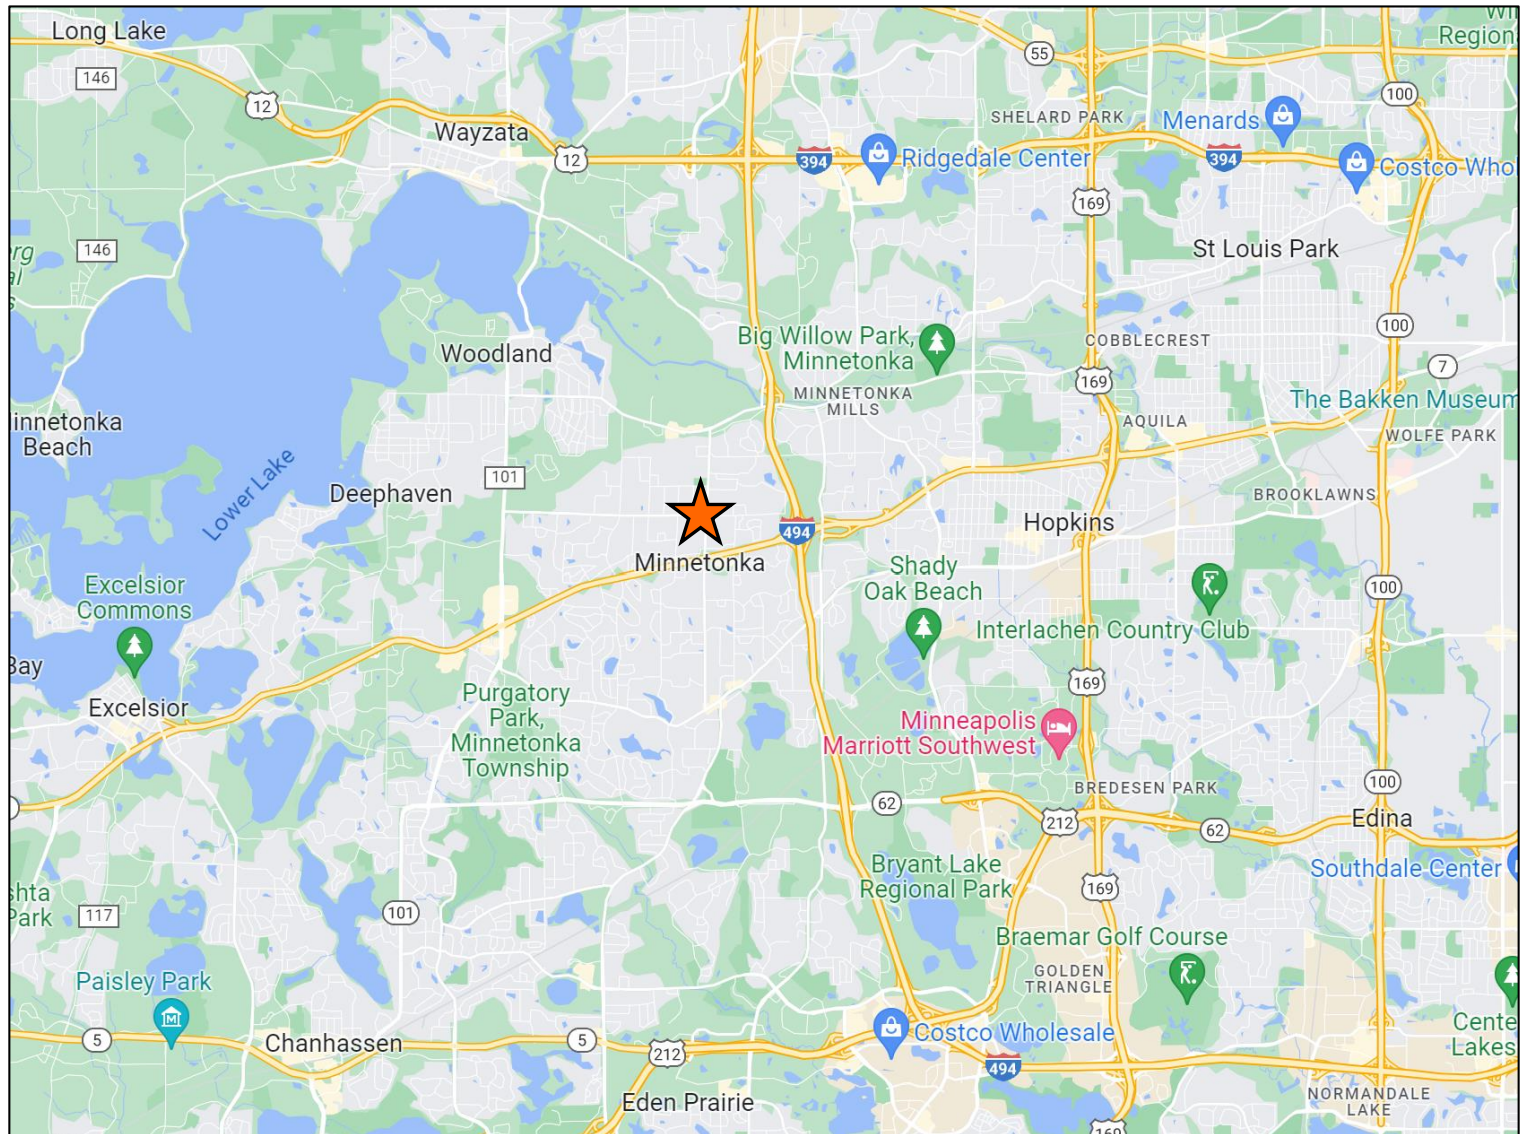 Long Lake
146
12
Wayzata
12
394
Ridgedale Center
55
SHELARD PARK
Menards
394
100
Costco Who
Region
169
St Louis Park
146
Woodland
Big Willow Park,
Minnetonka
MINNETONKA
MILLS
COBBLECREST
100
7
169
The Bakken Museum
AQUILA
WOLFE PARK
innetonka
Beach
Lower Lake
Deephaven
101
BROOKLAWNS
494
Hopkins
Minnetonka
Shady
Oak Beach
100
Excelsior
Commons
Interlachen Country Club
Bay
Excelsior
169
Purgatory
Park,
Minnetonka
Township
Minneapolis
Marriott Southwest
100
BREDESEN PARK
62
212
62
Edina
Southdale Center
Bryant Lake
Regional Park
169
shta
Park
117
101
Braemar Golf Course
GOLDEN
TRIANGLE
Paisley Park
5
Chanhassen
5
212
Costco Wholesale
494
Cente
Lakes
Eden Prairie
NORMANDALE
LAKE
169